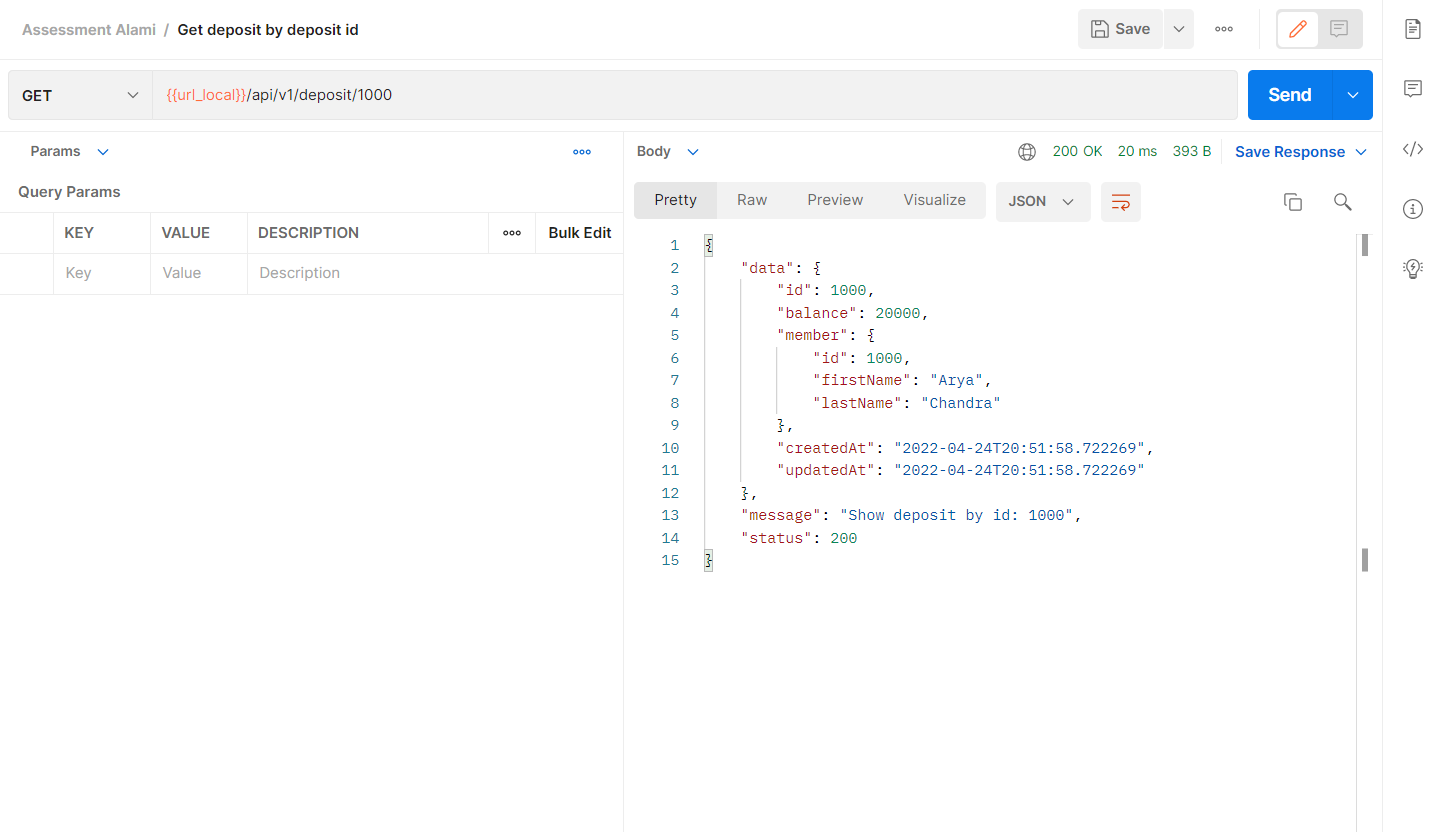 Assessment Alami / Get deposit by deposit id
Save
GET
{{url_local}}/api/v1/deposit/1000
Send
Params
Query Params
KEY VALUE DESCRIPTION Bulk Edit
Key Value Description
Body
200 OK 20 ms 393 B Save Response
Pretty Raw Preview Visualize JSON
1 {
2 "data": {
3 "id": 1000,
4 "balance": 20000,
5 "member": {
6 "id": 1000,
7 "firstName": "Arya",
8 "lastName": "Chandra"
9 },
10 "createdAt": "2022-04-24T20:51:58.722269",
11 "updatedAt": "2022-04-24T20:51:58.722269"
12 },
13 "message": "Show deposit by id: 1000",
14 "status": 200
15 }